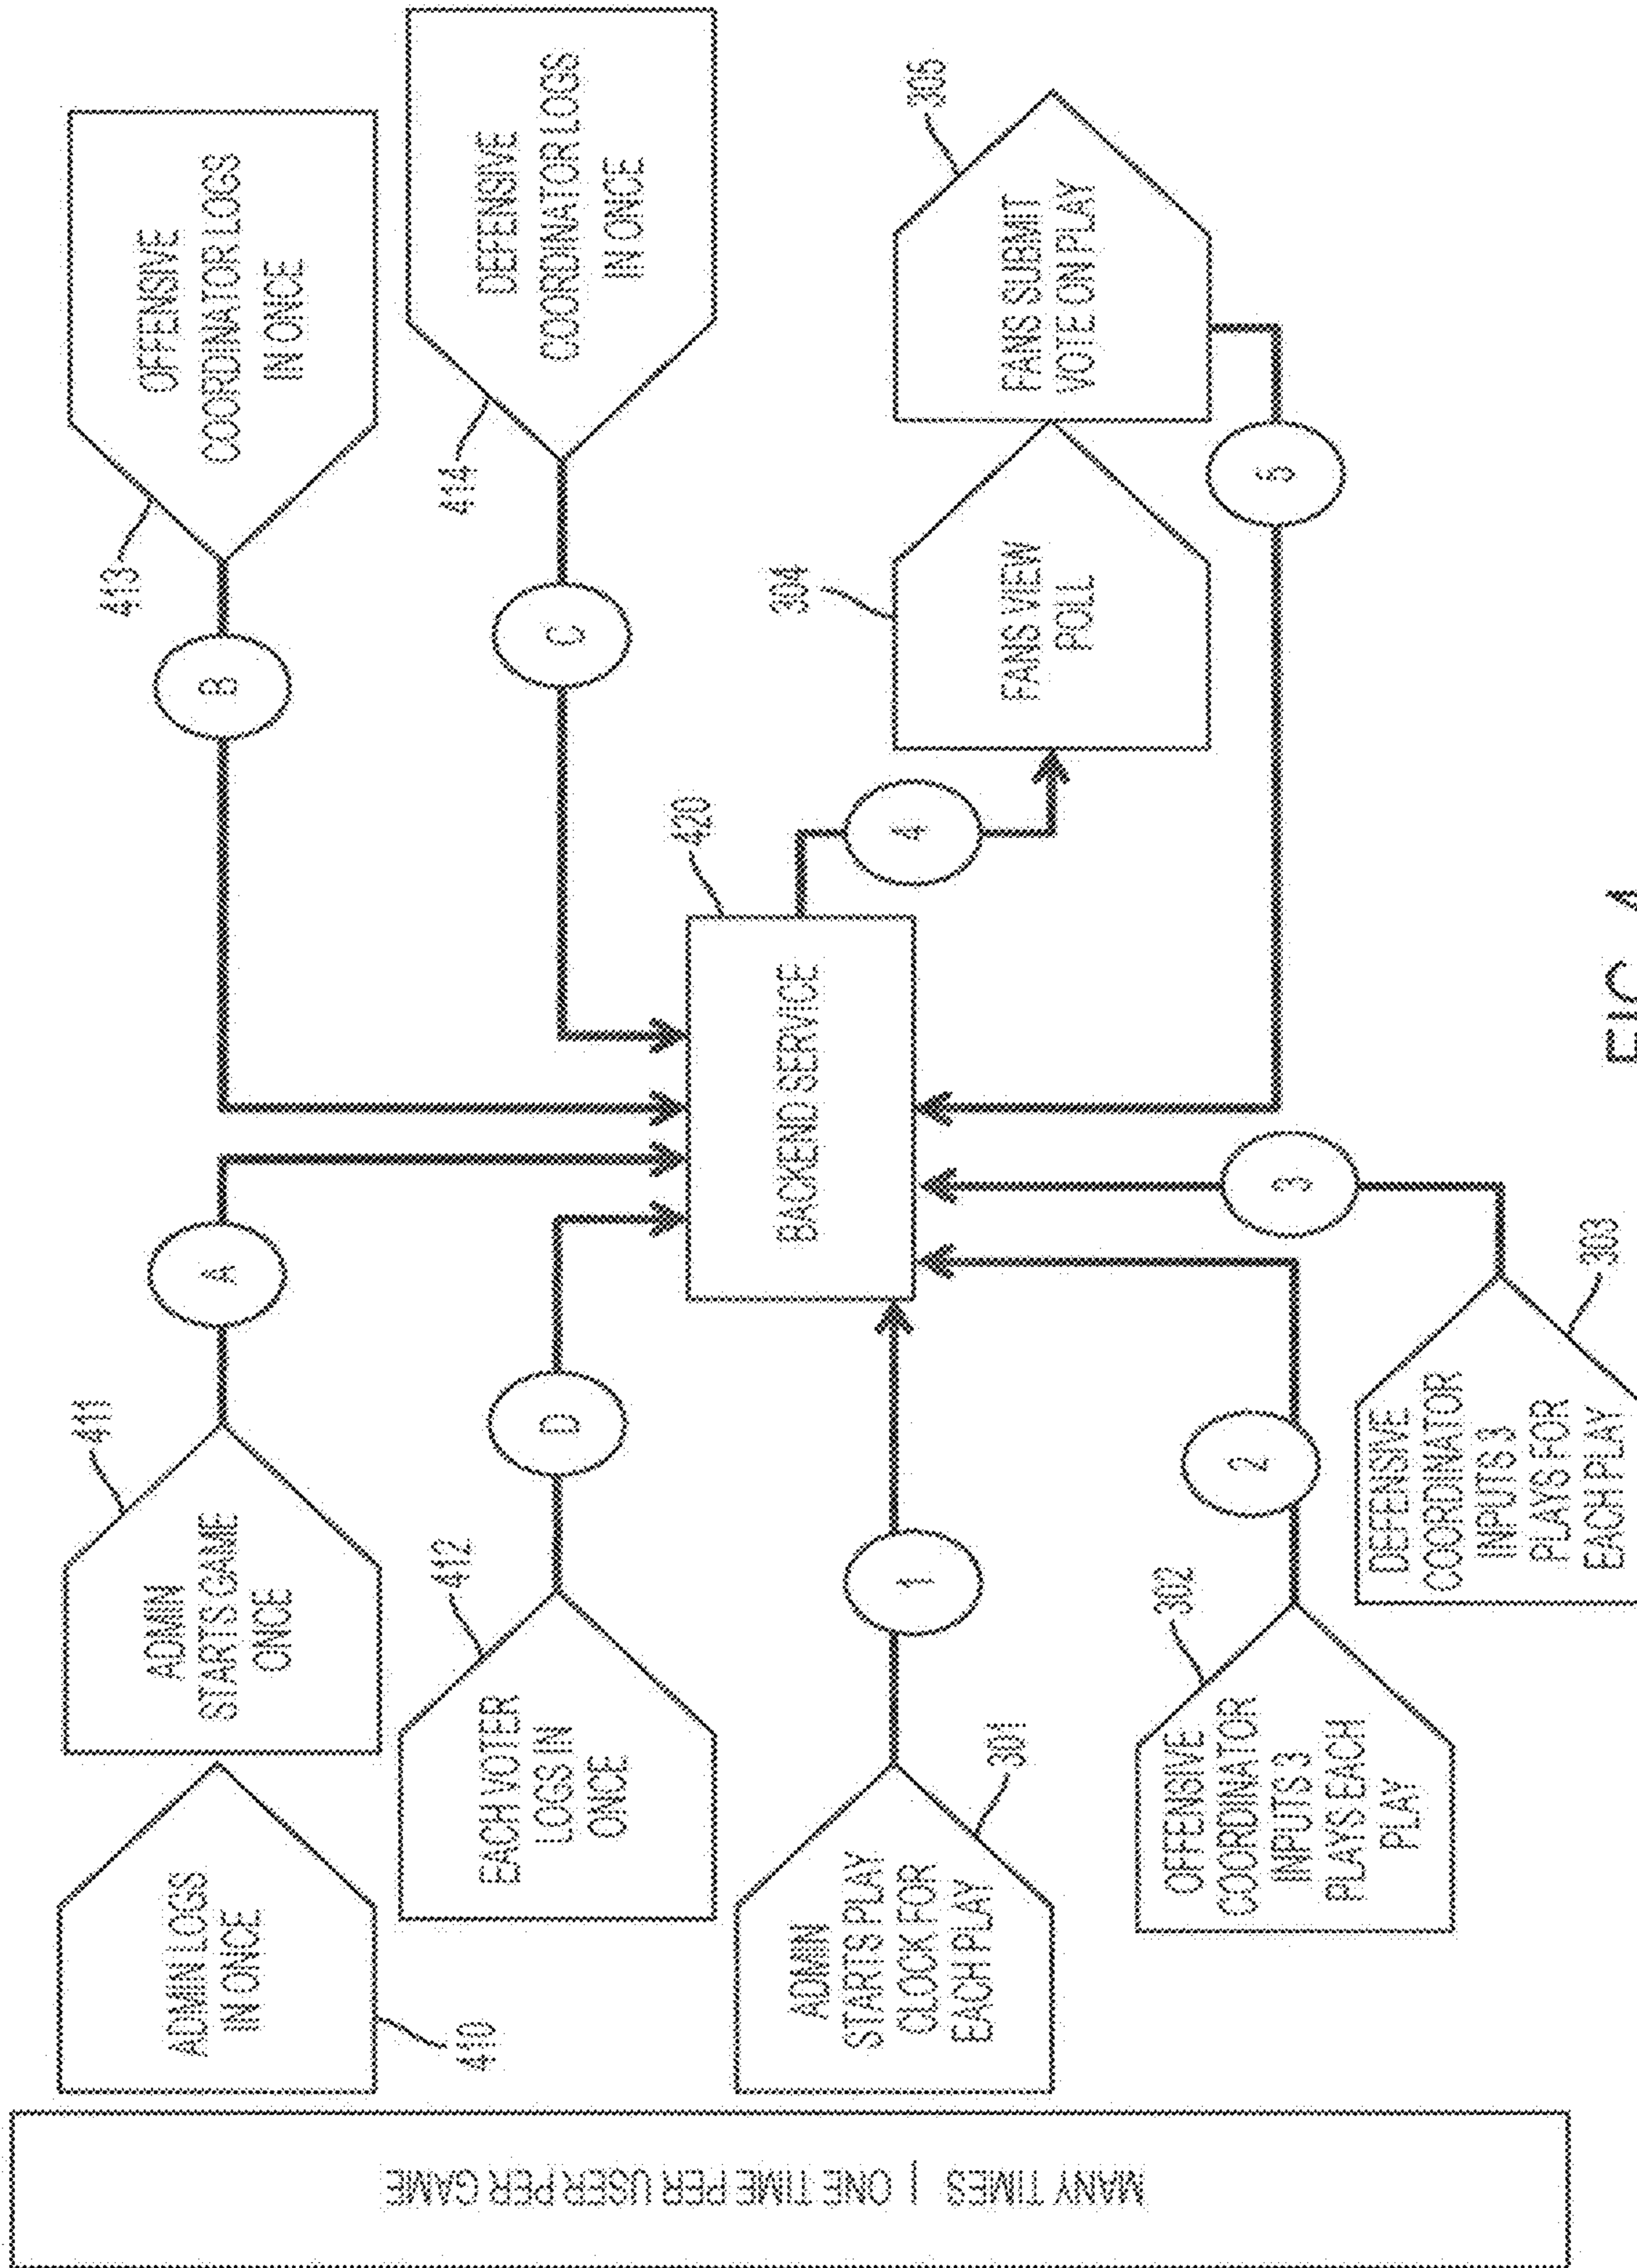 MANY TIMES | ONE TIME PER USER PER GAME
410
ADMIN LOGS
IN ONCE
411
ADMIN
STARTS GAME
ONCE
A
B
413
OFFENSIVE
COORDINATOR LOGS
IN ONCE
412
EACH VOTER
LOGS IN
ONCE
D
C
414
DEFENSIVE
COORDINATOR LOGS
IN ONCE
420
BACKEND SERVICE
301
ADMIN
STARTS PLAY
CLOCK FOR
EACH PLAY
1
4
304
FANS VIEW
POLL
305
FANS SUBMIT
VOTE ON PLAY
5
302
OFFENSIVE
COORDINATOR
INPUTS 3
PLAYS EACH
PLAY
2
3
303
DEFENSIVE
COORDINATOR
INPUTS 3
PLAYS FOR
EACH PLAY
FIG. 4